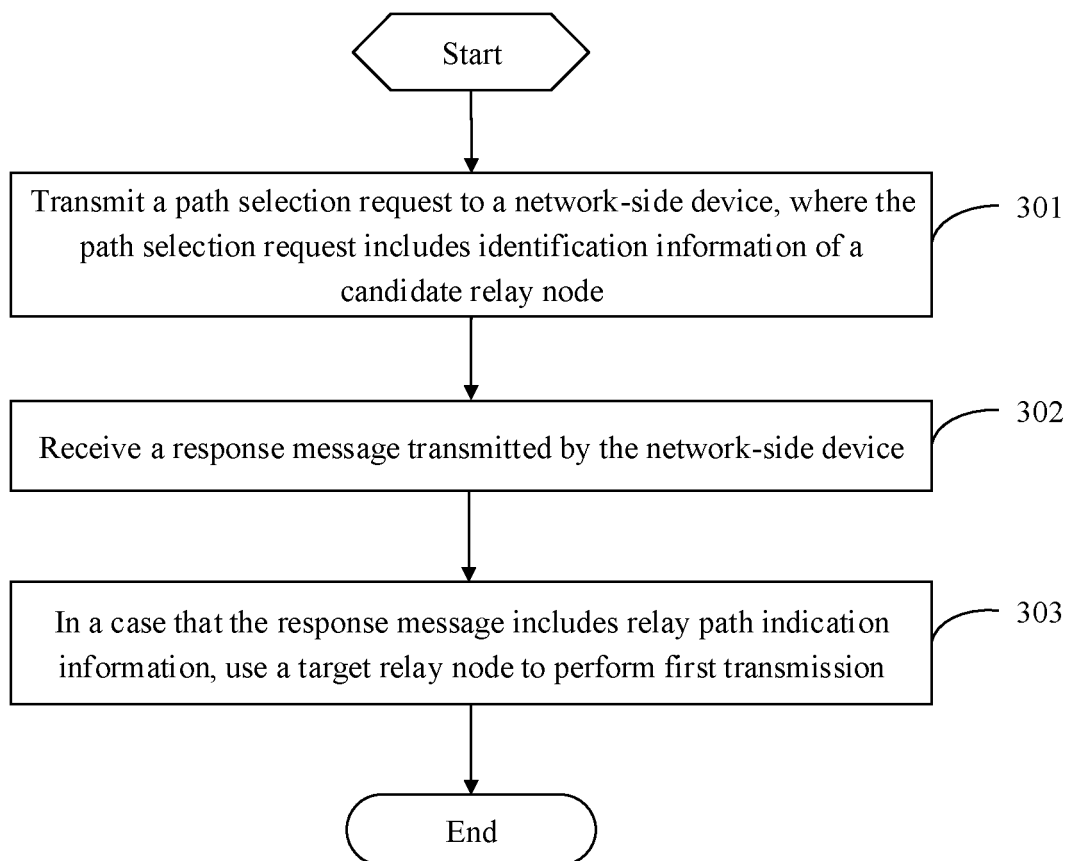 Start
Transmit a path selection request to a network-side device, where the
path selection request includes identification information of a
candidate relay node
301
Receive a response message transmitted by the network-side device
302
In a case that the response message includes relay path indication
information, use a target relay node to perform first transmission
303
End